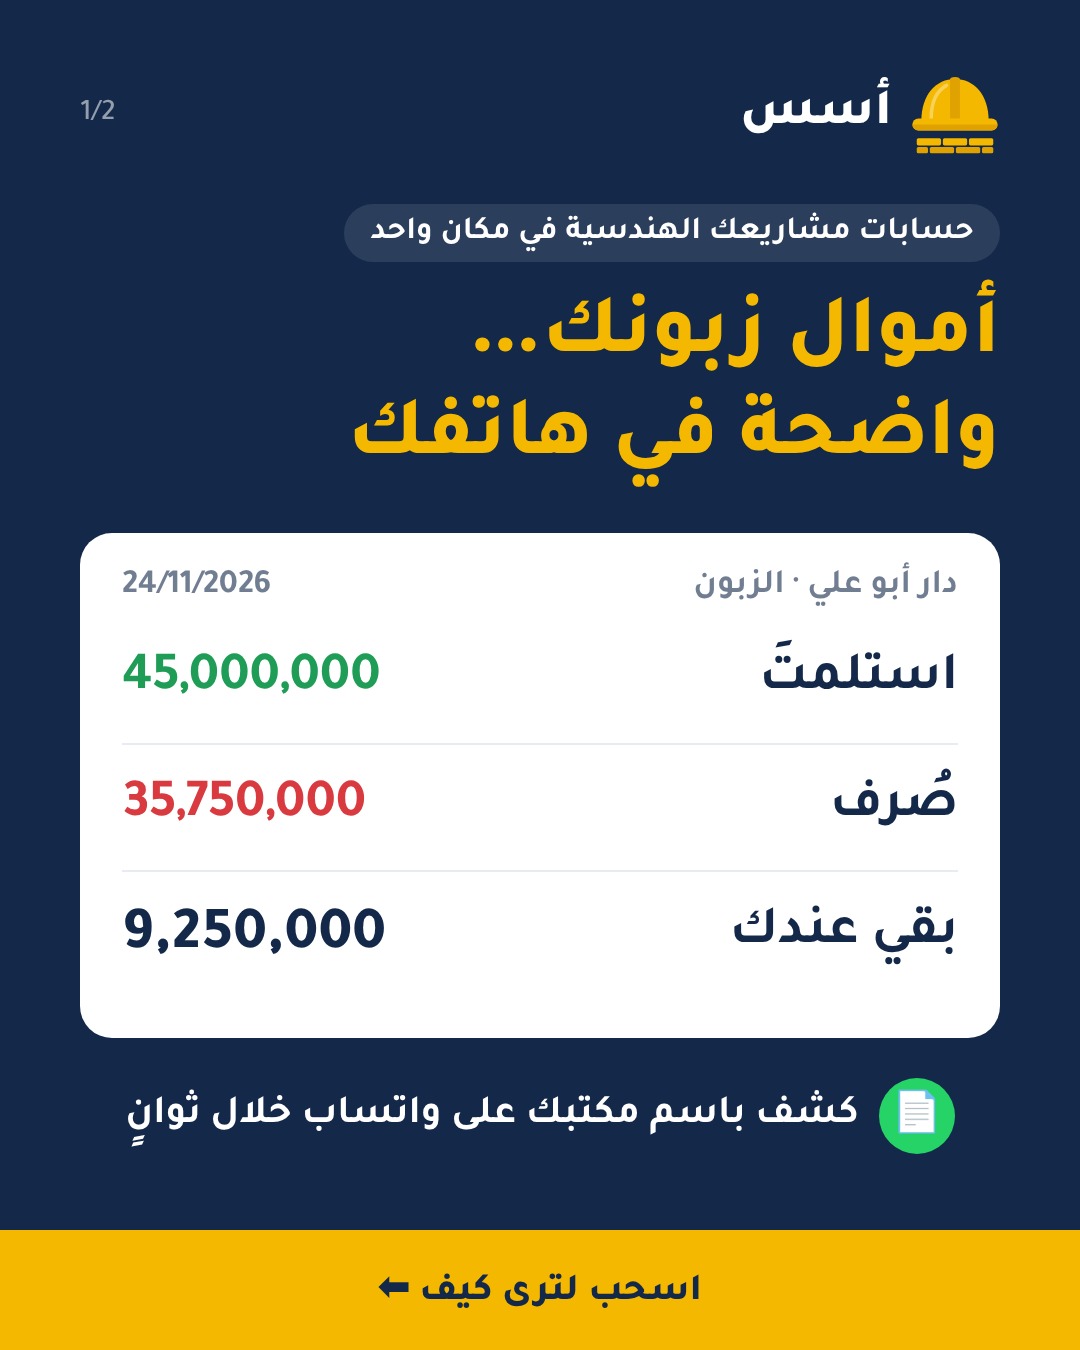 أسس
1/2
حسابات مشاريعك الهندسية في مكان واحد
أموال زبونك...
واضحة في هاتفك
دار أبو علي · الزبون
24/11/2026
استلمتَ
45,000,000
صُرف
35,750,000
بقي عندك
9,250,000
كشف باسم مكتبك على واتساب خلال ثوانٍ
اسحب لترى كيف ⬅